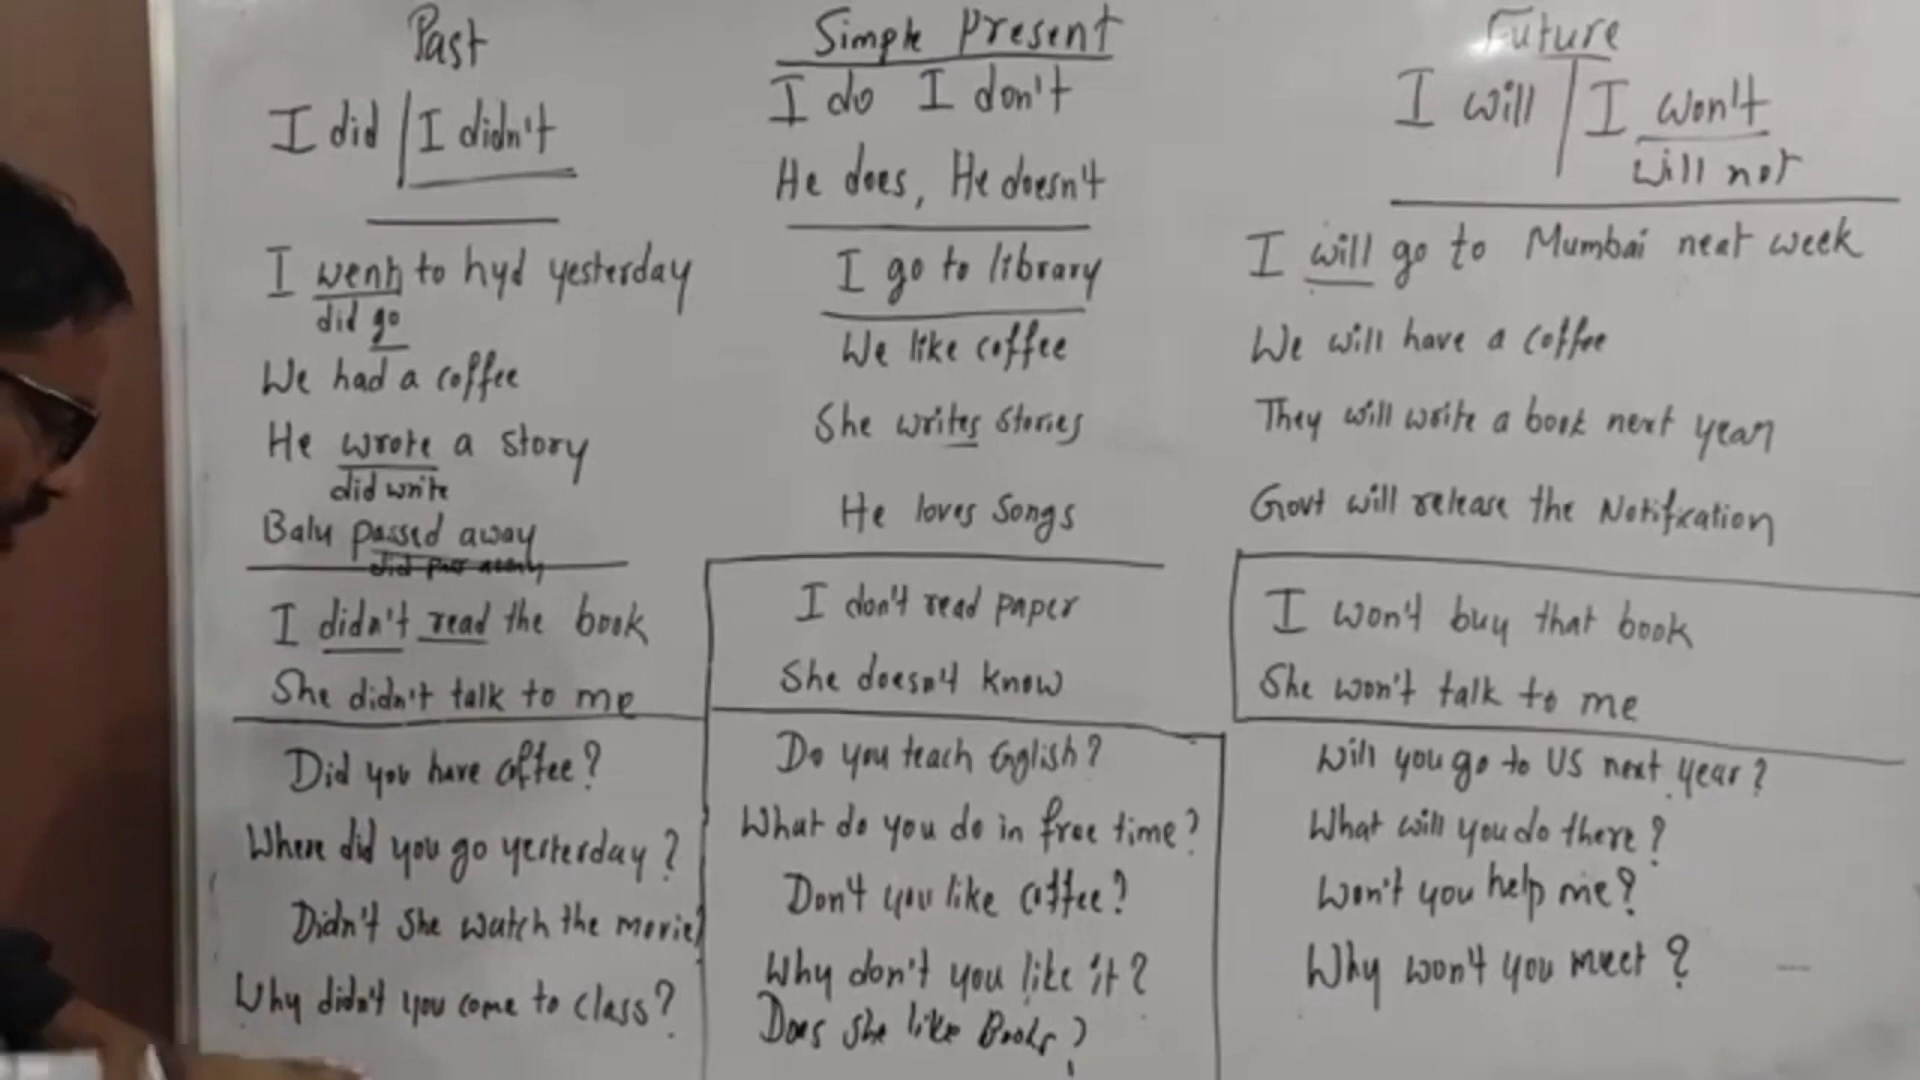 Past
I did | I didn't
I went to hyd yesterday
did go
We had a coffee
He wrote a story
did write
Balu passed away
did pass away
I didn't read the book
She didn't talk to me
Did you have coffee?
Where did you go yesterday?
Didn't she watch the movie?
Why didn't you come to class?
Simple Present
I do I don't
He does, He doesn't
I go to library
We like coffee
She writes stories
He loves songs
I don't read paper
She doesn't know
Do you teach English?
What do you do in free time?
Don't you like coffee?
Why don't you like it?
Does she like Books?
Future
I will | I won't
will not
I will go to Mumbai next week
We will have a coffee
They will write a book next year
Govt will release the Notification
I won't buy that book
She won't talk to me
Will you go to US next year?
What will you do there?
Won't you help me?
Why won't you meet?